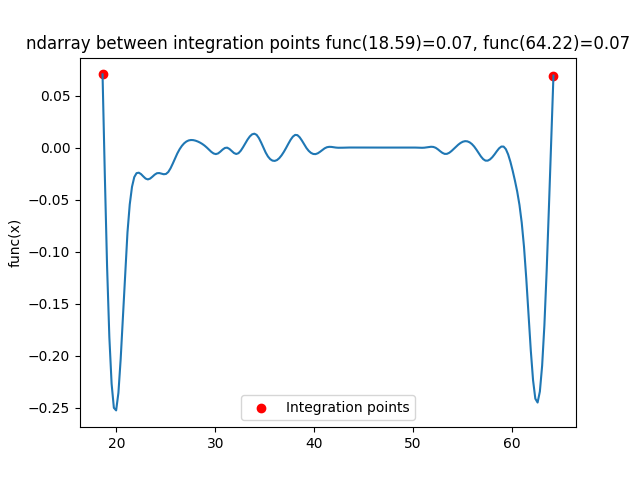 ndarray between integration points func(18.59)=0.07, func(64.22)=0.07
0.05
0.00
−0.05
−0.10
−0.15
−0.20
−0.25
func(x)
Integration points
20 30 40 50 60